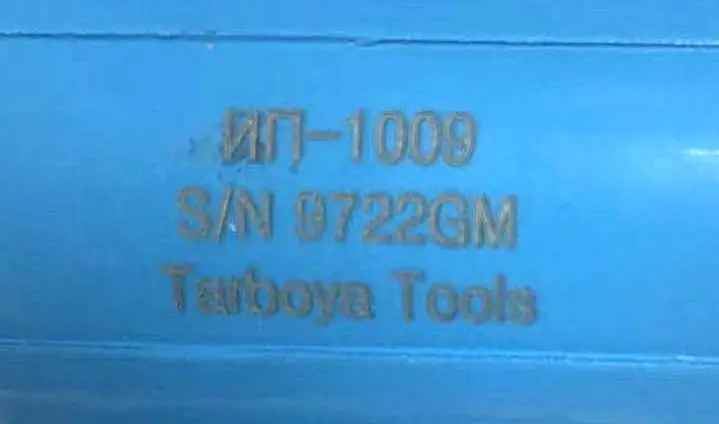 ИП-1009
S/N 9722GM
Tarboya Tools